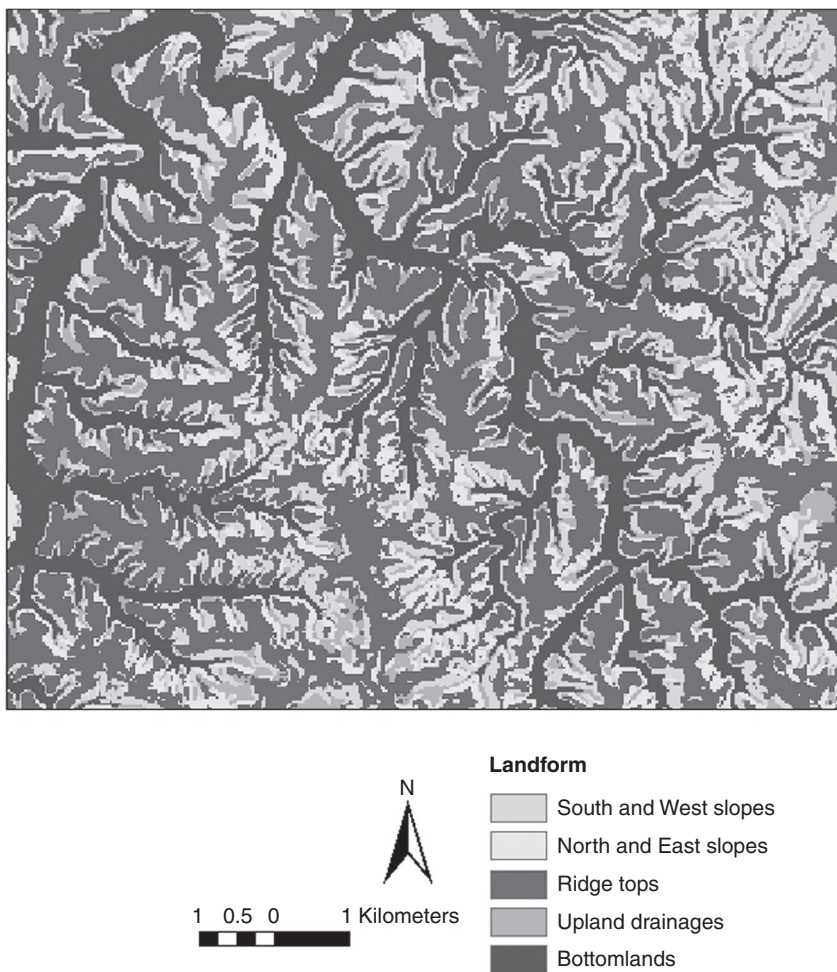 N
1 0.5 0 1 Kilometers
Landform
South and West slopes
North and East slopes
Ridge tops
Upland drainages
Bottomlands